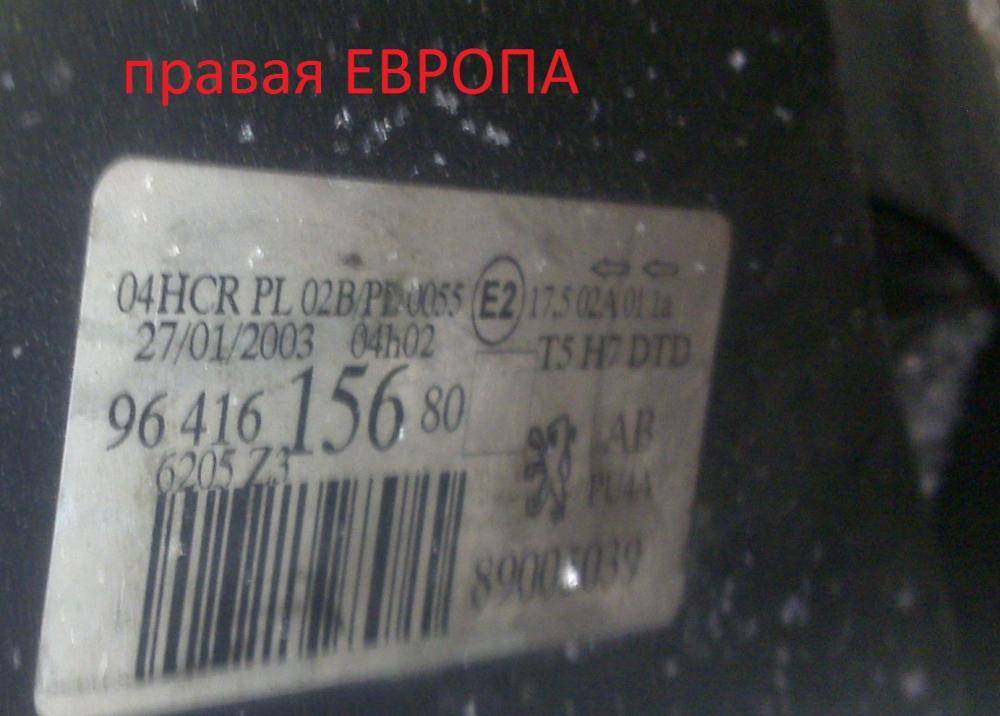 правая ЕВРОПА
04HCR PL 02B/PL 0055 E2 17.5 02A 01 1a
27/01/2003 04h02 T5 H7 DTD
96 416 156 80
6205 Z3 AB
PU4A